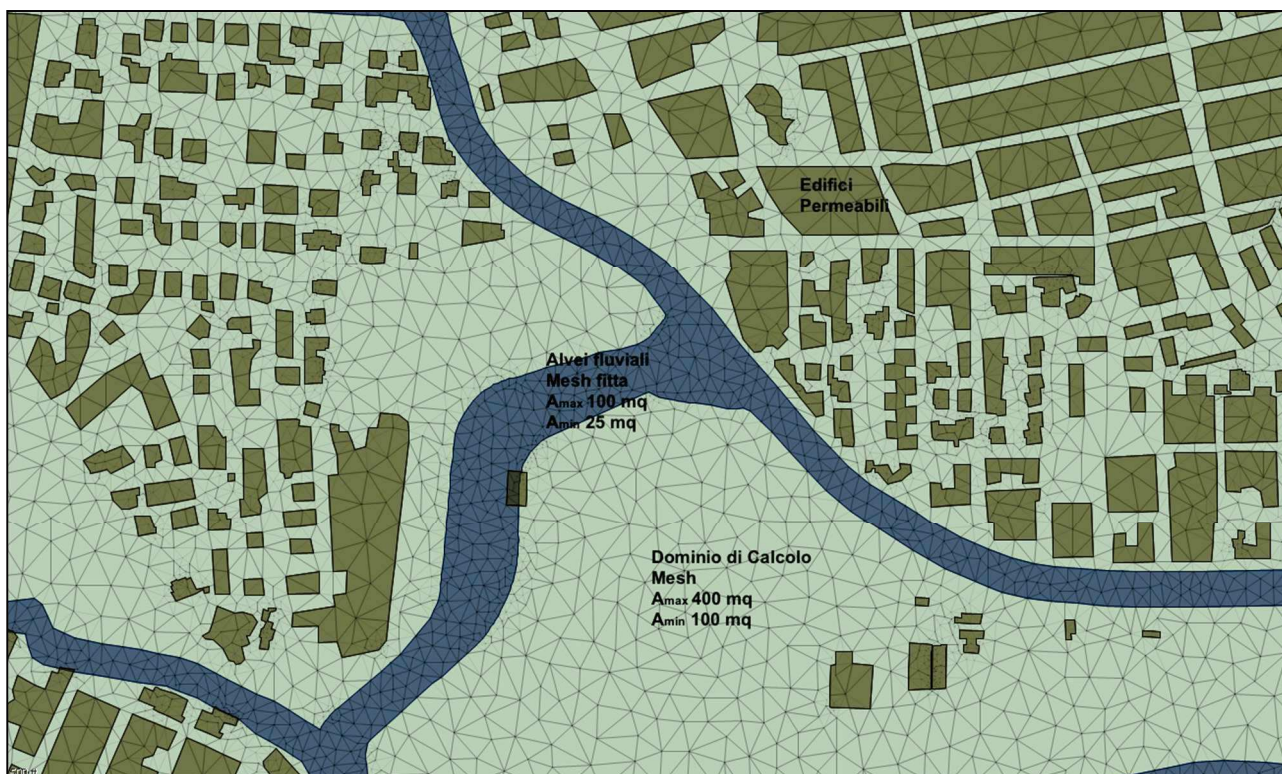 Edifici
Permeabili
Alvei fluviali
Mesh fitta
Amax 100 mq
Amin 25 mq
Dominio di Calcolo
Mesh
Amax 400 mq
Amin 100 mq